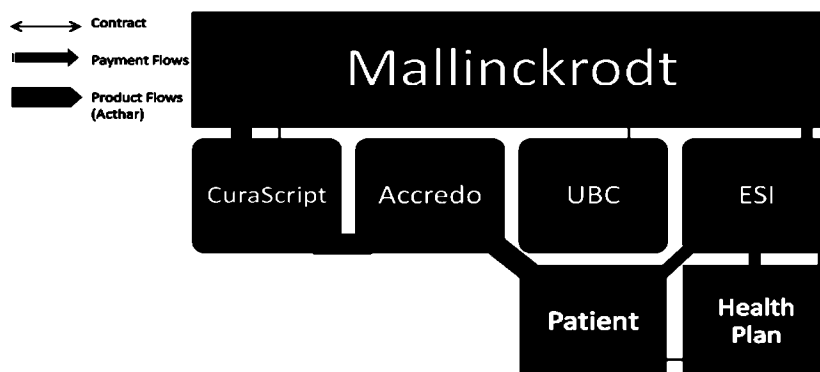 Contract
Payment Flows
Product Flows
(Acthar)
Mallinckrodt
CuraScript
Accredo
UBC
ESI
Patient
Health
Plan